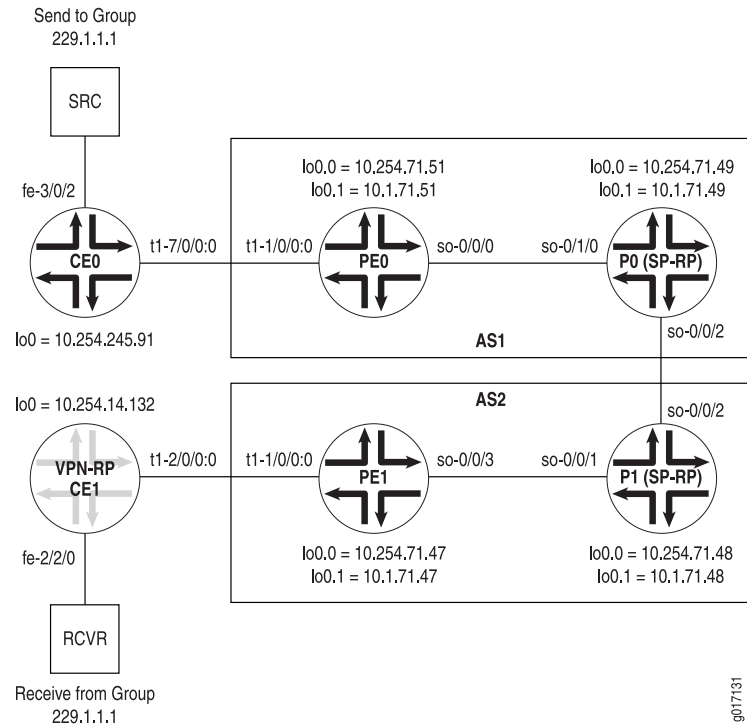 Send to Group
229.1.1.1
SRC
fe-3/0/2
CE0
lo0 = 10.254.245.91
t1-7/0/0:0
t1-1/0/0:0
lo0.0 = 10.254.71.51
lo0.1 = 10.1.71.51
PE0
so-0/0/0
so-0/1/0
lo0.0 = 10.254.71.49
lo0.1 = 10.1.71.49
P0 (SP-RP)
so-0/0/2
AS1
AS2
so-0/0/2
lo0 = 10.254.14.132
VPN-RP
CE1
t1-2/0/0:0
t1-1/0/0:0
PE1
so-0/0/3
so-0/0/1
P1 (SP-RP)
lo0.0 = 10.254.71.47
lo0.1 = 10.1.71.47
lo0.0 = 10.254.71.48
lo0.1 = 10.1.71.48
fe-2/2/0
RCVR
Receive from Group
229.1.1.1
g017131